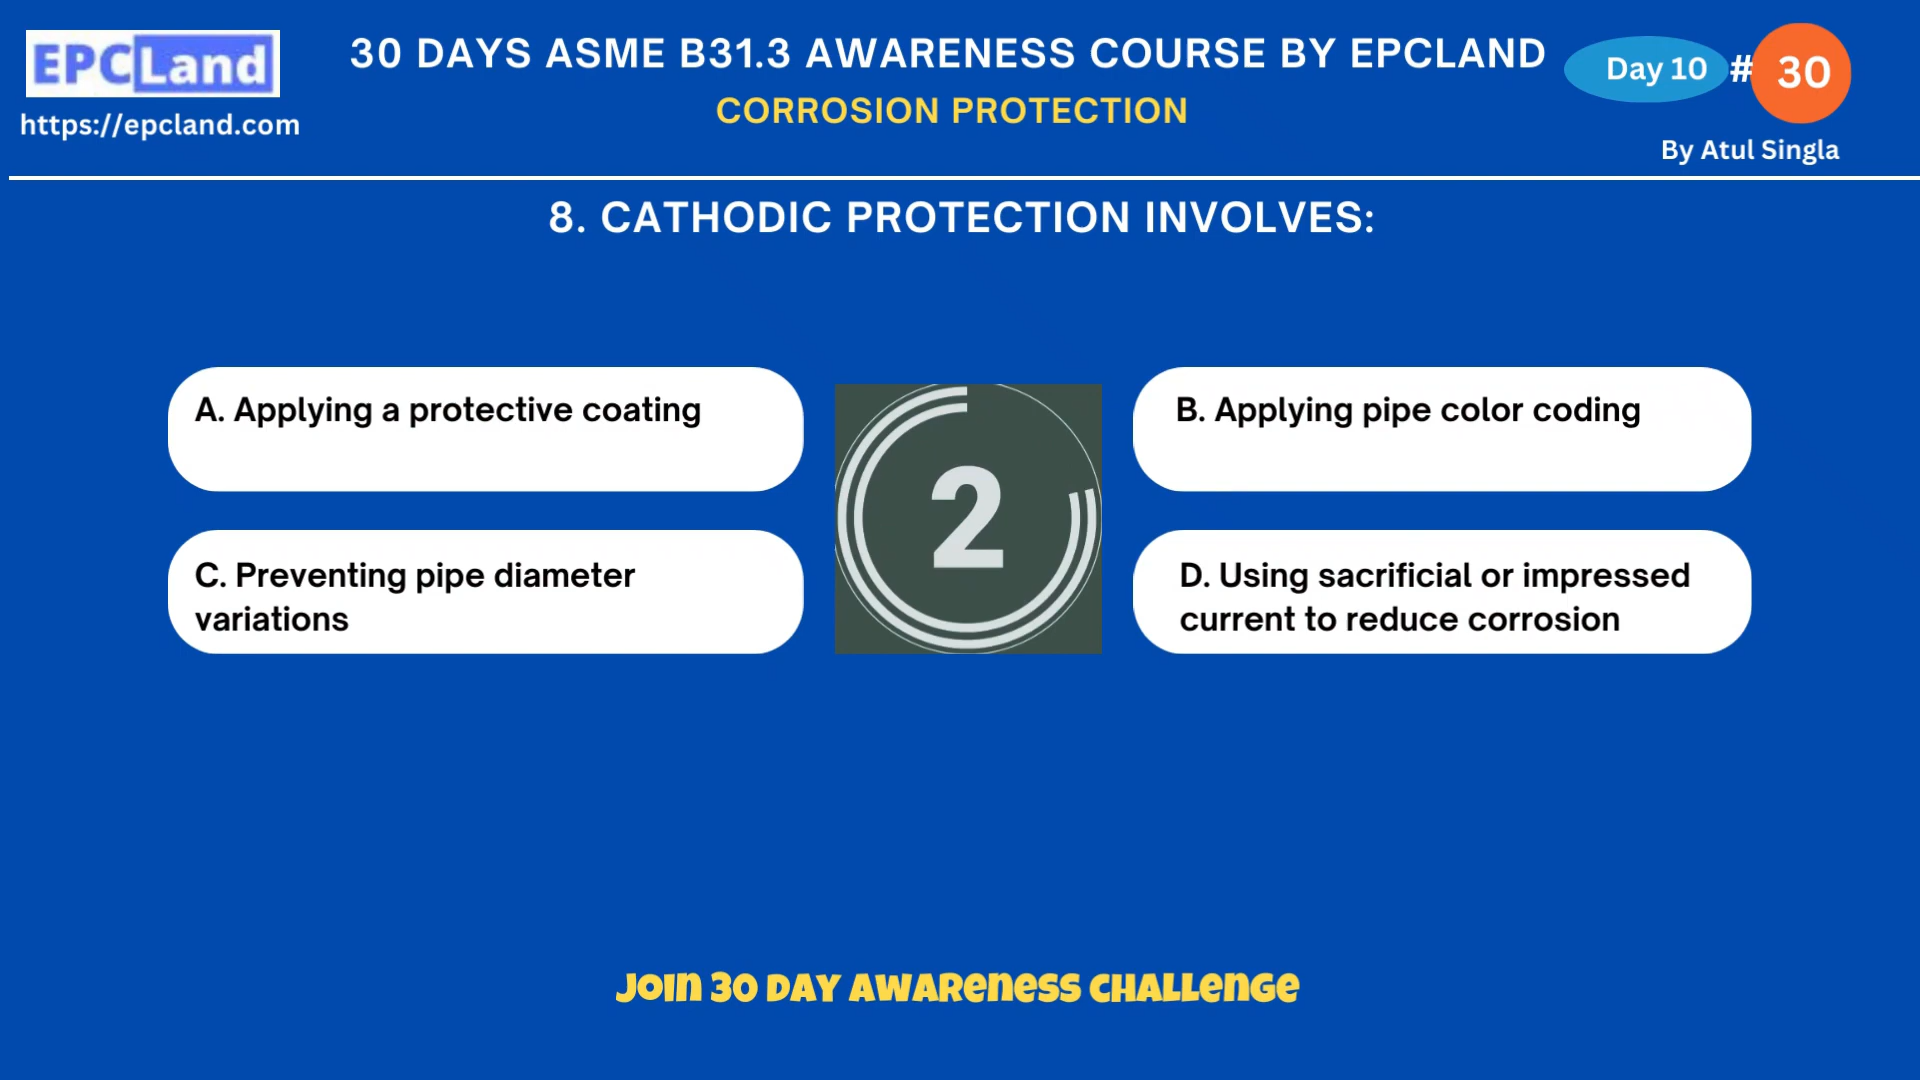 EPCLand
https://epcland.com
30 DAYS ASME B31.3 AWARENESS COURSE BY EPCLAND
CORROSION PROTECTION
Day 10 # 30
By Atul Singla
8. CATHODIC PROTECTION INVOLVES:
A. Applying a protective coating
B. Applying pipe color coding
2
C. Preventing pipe diameter
variations
D. Using sacrificial or impressed
current to reduce corrosion
Join 30 Day Awareness Challenge